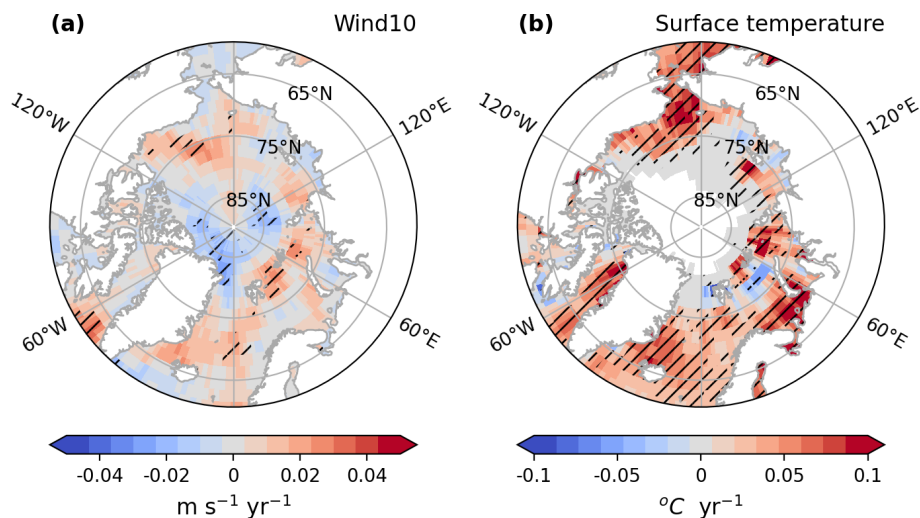 (a) Wind10
65°N
120°W
120°E
75°N
85°N
60°W
60°E
-0.04 -0.02 0 0.02 0.04
m s⁻¹ yr⁻¹
(b) Surface temperature
65°N
120°W
120°E
75°N
85°N
60°W
60°E
-0.1 -0.05 0 0.05 0.1
°C yr⁻¹